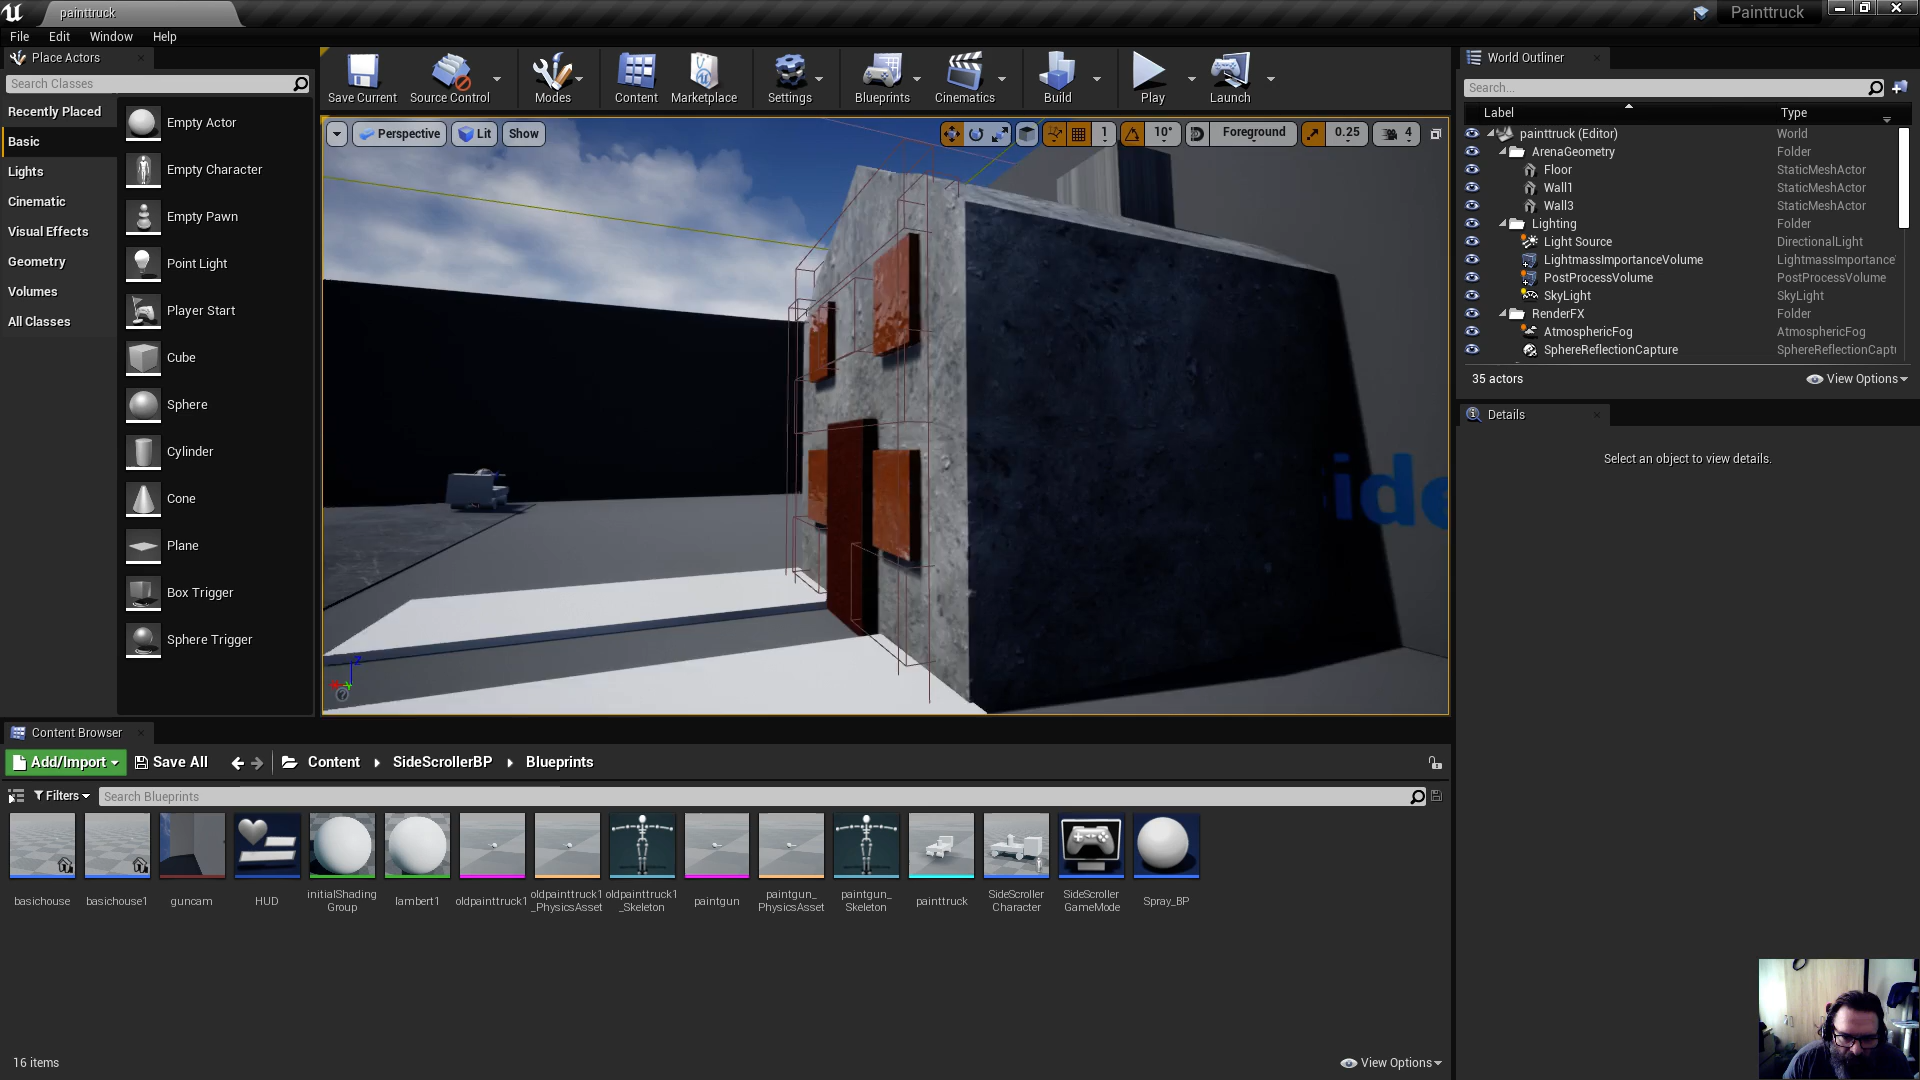 painttruck
Painttruck
File Edit Window Help
Place Actors
Search Classes
Recently Placed
Basic
Lights
Cinematic
Visual Effects
Geometry
Volumes
All Classes
Empty Actor
Empty Character
Empty Pawn
Point Light
Player Start
Cube
Sphere
Cylinder
Cone
Plane
Box Trigger
Sphere Trigger
Save Current
Source Control
Modes
Content
Marketplace
Settings
Blueprints
Cinematics
Build
Play
Launch
Perspective
Lit
Show
1
10°
Foreground
0.25
4
Side
Z
World Outliner
Search...
Label Type
painttruck (Editor) World
ArenaGeometry Folder
Floor StaticMeshActor
Wall1 StaticMeshActor
Wall3 StaticMeshActor
Lighting Folder
Light Source DirectionalLight
LightmassImportanceVolume LightmassImportance
PostProcessVolume PostProcessVolume
SkyLight SkyLight
RenderFX Folder
AtmosphericFog AtmosphericFog
SphereReflectionCapture SphereReflectionCaptu
35 actors
View Options
Details
Select an object to view details.
Content Browser
Add/Import
Save All
Content
SideScrollerBP
Blueprints
Filters
Search Blueprints
basichouse
basichouse1
guncam
HUD
initialShading
Group
lambert1
oldpainttruck1
oldpainttruck1
_PhysicsAsset
oldpainttruck1
_Skeleton
paintgun
paintgun_
PhysicsAsset
paintgun_
Skeleton
painttruck
SideScroller
Character
SideScroller
GameMode
Spray_BP
16 items
View Options